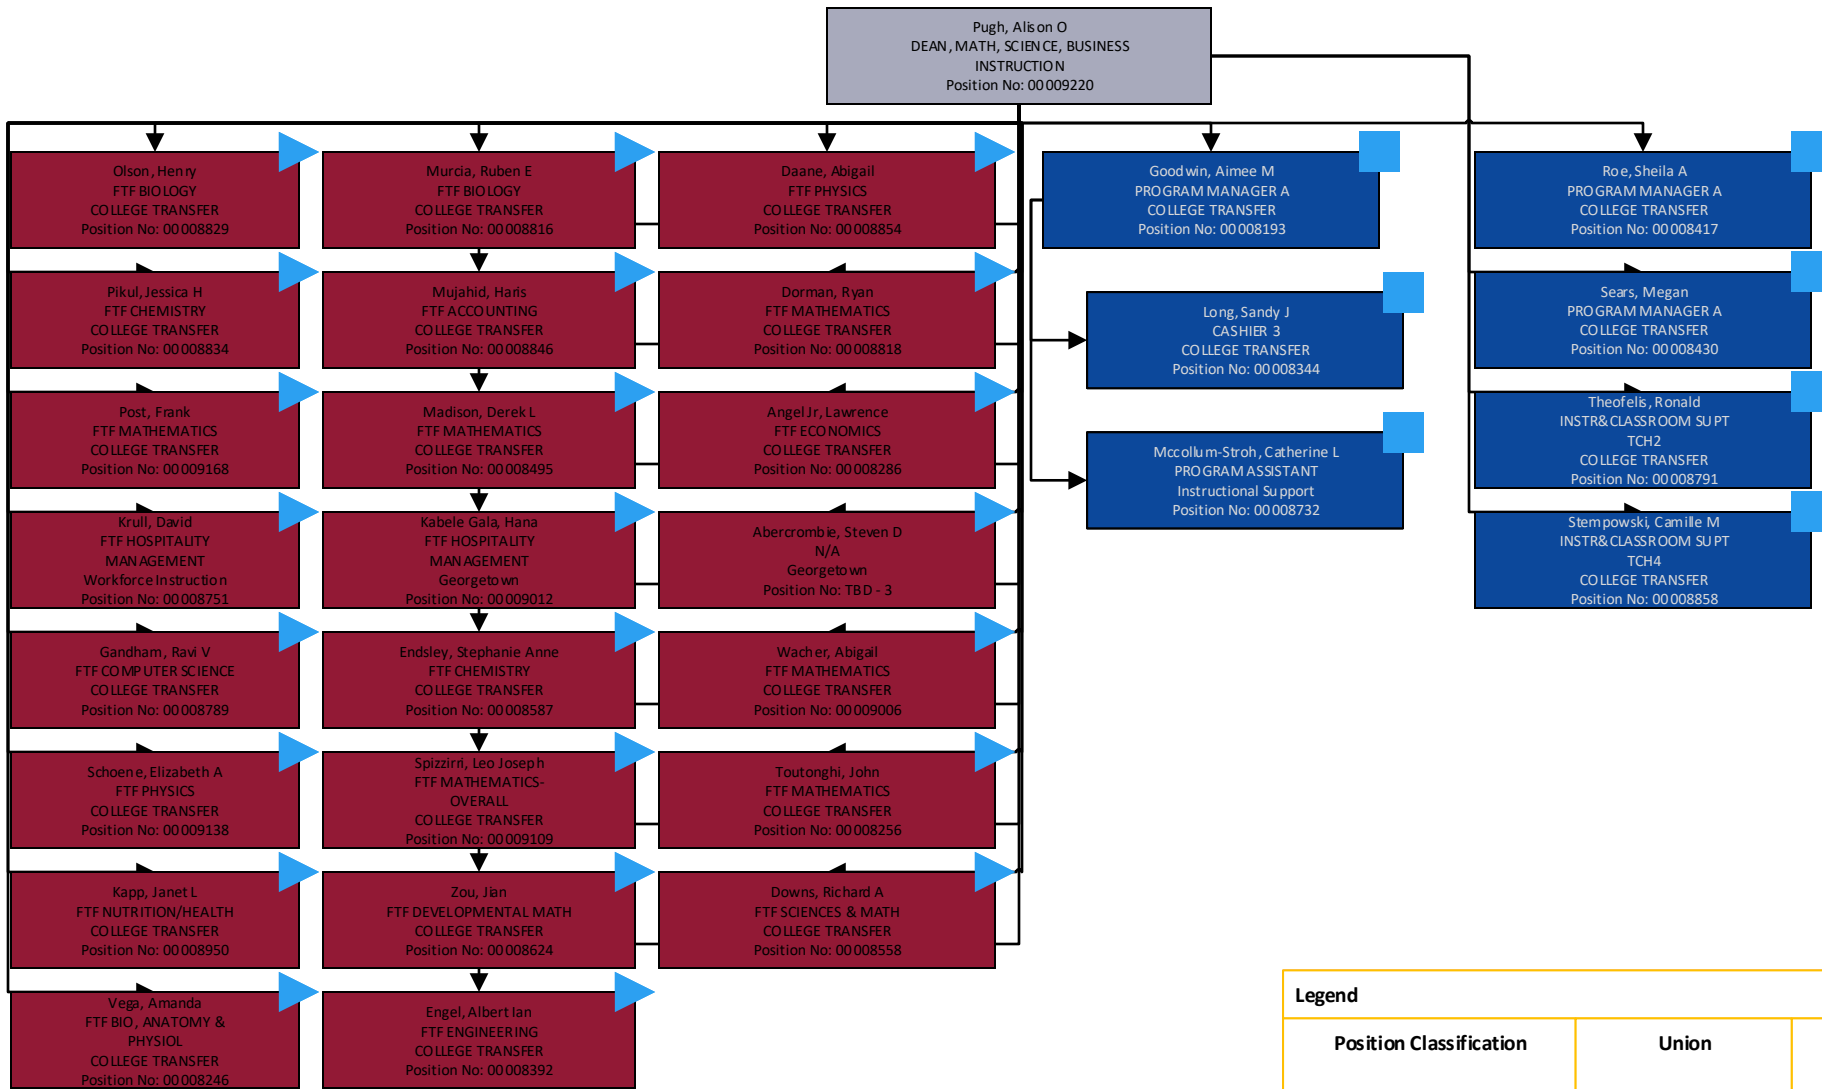 Pugh, Alison O
DEAN, MATH, SCIENCE, BUSINESS
INSTRUCTION
Position No: 00009220
Olson, Henry
FTF BIOLOGY
COLLEGE TRANSFER
Position No: 00008829
Murcia, Ruben E
FTF BIOLOGY
COLLEGE TRANSFER
Position No: 00008816
Daane, Abigail
FTF PHYSICS
COLLEGE TRANSFER
Position No: 00008854
Goodwin, Aimee M
PROGRAM MANAGER A
COLLEGE TRANSFER
Position No: 00008193
Roe, Sheila A
PROGRAM MANAGER A
COLLEGE TRANSFER
Position No: 00008417
Pikul, Jessica H
FTF CHEMISTRY
COLLEGE TRANSFER
Position No: 00008834
Mujahid, Haris
FTF ACCOUNTING
COLLEGE TRANSFER
Position No: 00008846
Dorman, Ryan
FTF MATHEMATICS
COLLEGE TRANSFER
Position No: 00008818
Long, Sandy J
CASHIER 3
COLLEGE TRANSFER
Position No: 00008344
Sears, Megan
PROGRAM MANAGER A
COLLEGE TRANSFER
Position No: 00008430
Post, Frank
FTF MATHEMATICS
COLLEGE TRANSFER
Position No: 00009168
Madison, Derek L
FTF MATHEMATICS
COLLEGE TRANSFER
Position No: 00008495
Angel Jr, Lawrence
FTF ECONOMICS
COLLEGE TRANSFER
Position No: 00008286
Mccollum-Stroh, Catherine L
PROGRAM ASSISTANT
Instructional Support
Position No: 00008732
Theofelis, Ronald
INSTR&CLASSROOM SUPT
TCH2
COLLEGE TRANSFER
Position No: 00008791
Krull, David
FTF HOSPITALITY
MANAGEMENT
Workforce Instruction
Position No: 00008751
Kabele Gala, Hana
FTF HOSPITALITY
MANAGEMENT
Georgetown
Position No: 00009012
Abercrombie, Steven D
N/A
Georgetown
Position No: TBD - 3
Stempowski, Camille M
INSTR&CLASSROOM SUPT
TCH4
COLLEGE TRANSFER
Position No: 00008858
Gandham, Ravi V
FTF COMPUTER SCIENCE
COLLEGE TRANSFER
Position No: 00008789
Endsley, Stephanie Anne
FTF CHEMISTRY
COLLEGE TRANSFER
Position No: 00008587
Wacher, Abigail
FTF MATHEMATICS
COLLEGE TRANSFER
Position No: 00009006
Schoene, Elizabeth A
FTF PHYSICS
COLLEGE TRANSFER
Position No: 00009138
Spizzirri, Leo Joseph
FTF MATHEMATICS-
OVERALL
COLLEGE TRANSFER
Position No: 00009109
Toutonghi, John
FTF MATHEMATICS
COLLEGE TRANSFER
Position No: 00008256
Kapp, Janet L
FTF NUTRITION/HEALTH
COLLEGE TRANSFER
Position No: 00008950
Zou, Jian
FTF DEVELOPMENTAL MATH
COLLEGE TRANSFER
Position No: 00008624
Downs, Richard A
FTF SCIENCES & MATH
COLLEGE TRANSFER
Position No: 00008558
Vega, Amanda
FTF BIO, ANATOMY &
PHYSIOL
COLLEGE TRANSFER
Position No: 00008246
Engel, Albert Ian
FTF ENGINEERING
COLLEGE TRANSFER
Position No: 00008392
Legend
Position Classification
Union